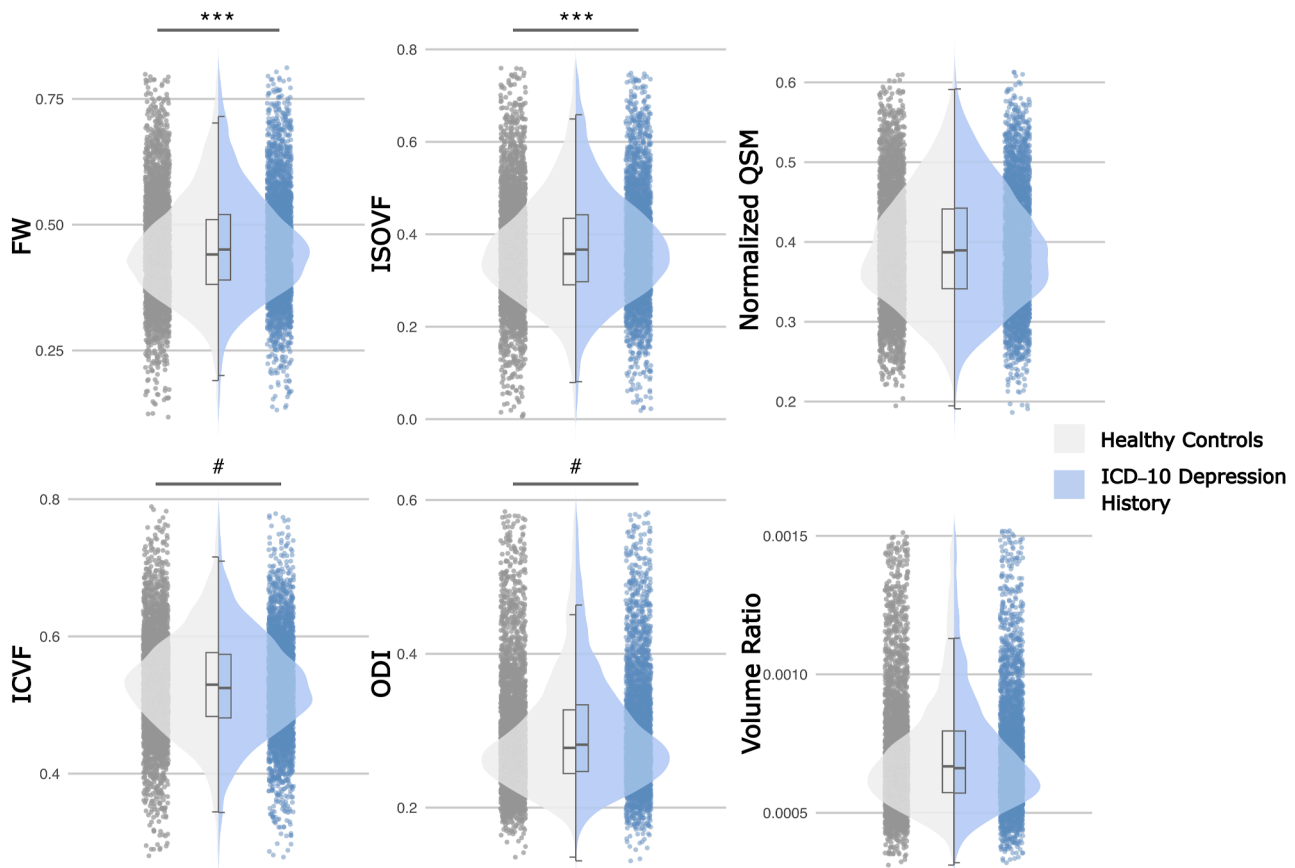 ***
0.75
0.50
0.25
FW
***
0.8
0.6
0.4
0.2
0.0
ISOVF
0.6
0.5
0.4
0.3
0.2
Normalized QSM
Healthy Controls
ICD–10 Depression
History
#
0.8
0.6
0.4
ICVF
#
0.6
0.4
0.2
ODI
0.0015
0.0010
0.0005
Volume Ratio